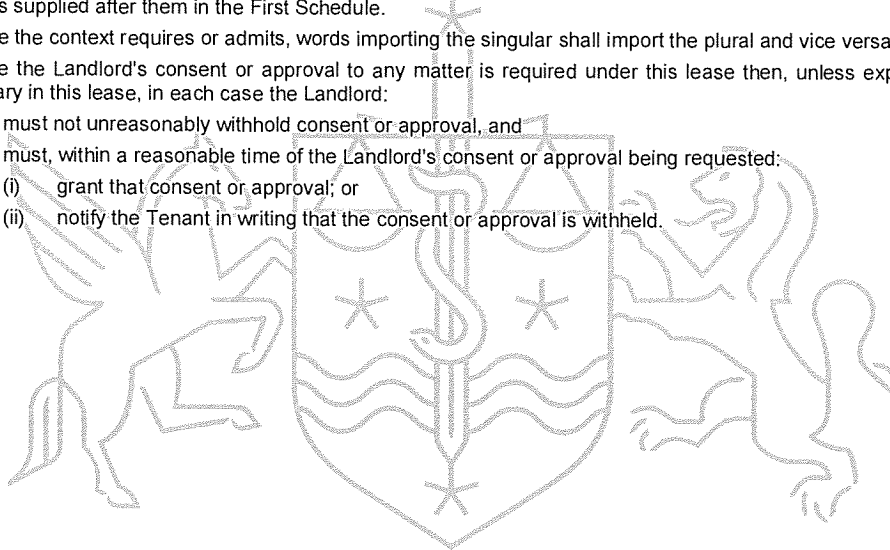 s supplied after them in the First Schedule.
e the context requires or admits, words importing the singular shall import the plural and vice versa
e the Landlord's consent or approval to any matter is required under this lease then, unless exp
ary in this lease, in each case the Landlord:
must not unreasonably withhold consent or approval, and
must, within a reasonable time of the Landlord's consent or approval being requested:
(i) grant that consent or approval; or
(ii) notify the Tenant in writing that the consent or approval is withheld.